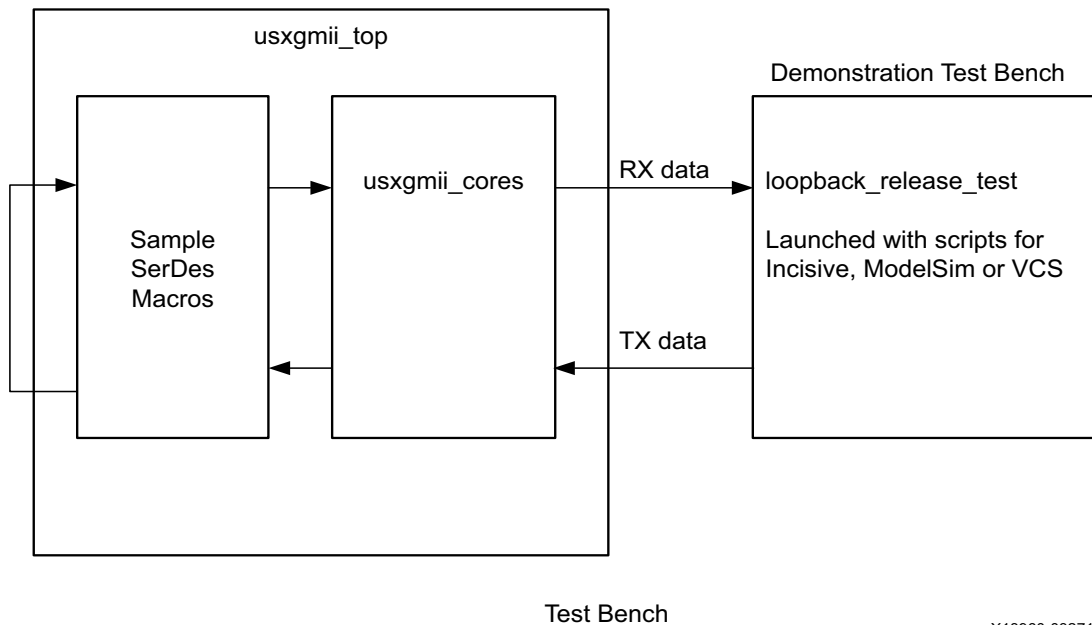 usxgmii_top
Demonstration Test Bench
Sample
SerDes
Macros
usxgmii_cores
RX data
loopback_release_test
Launched with scripts for
Incisive, ModelSim or VCS
TX data
Test Bench